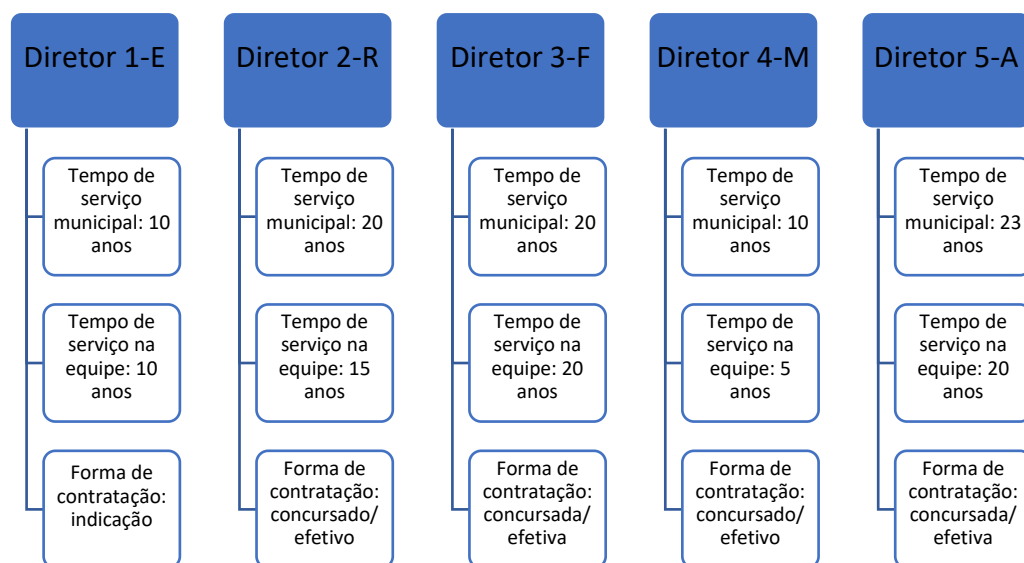 Diretor 1-E
Tempo de
serviço
municipal: 10
anos
Tempo de
serviço na
equipe: 10
anos
Forma de
contratação:
indicação
Diretor 2-R
Tempo de
serviço
municipal: 20
anos
Tempo de
serviço na
equipe: 15
anos
Forma de
contratação:
concursado/
efetivo
Diretor 3-F
Tempo de
serviço
municipal: 20
anos
Tempo de
serviço na
equipe: 20
anos
Forma de
contratação:
concursada/
efetiva
Diretor 4-M
Tempo de
serviço
municipal: 10
anos
Tempo de
serviço na
equipe: 5
anos
Forma de
contratação:
concursado/
efetivo
Diretor 5-A
Tempo de
serviço
municipal: 23
anos
Tempo de
serviço na
equipe: 20
anos
Forma de
contratação:
concursada/
efetiva